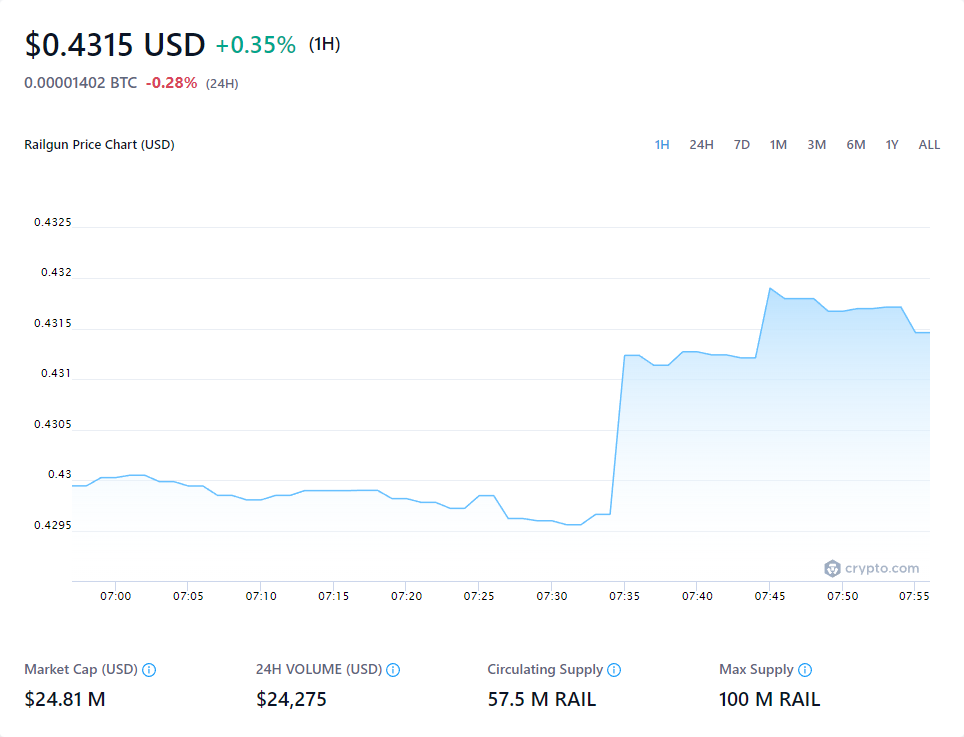 $0.4315 USD +0.35% (1H)
0.00001402 BTC -0.28% (24H)
Railgun Price Chart (USD) 1H 24H 7D 1M 3M 6M 1Y ALL
0.4325
0.432
0.4315
0.431
0.4305
0.43
0.4295
crypto.com
07:00 07:05 07:10 07:15 07:20 07:25 07:30 07:35 07:40 07:45 07:50 07:55
Market Cap (USD) 24H VOLUME (USD) Circulating Supply Max Supply
$24.81 M $24,275 57.5 M RAIL 100 M RAIL